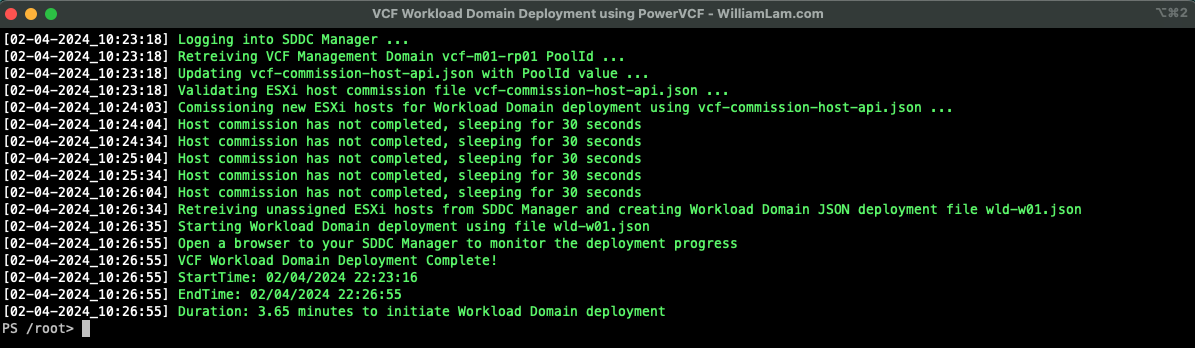 VCF Workload Domain Deployment using PowerVCF - WilliamLam.com
⌥⌘2
[02-04-2024_10:23:18] Logging into SDDC Manager ...
[02-04-2024_10:23:18] Retreiving VCF Management Domain vcf-m01-rp01 PoolId ...
[02-04-2024_10:23:18] Updating vcf-commission-host-api.json with PoolId value ...
[02-04-2024_10:23:18] Validating ESXi host commission file vcf-commission-host-api.json ...
[02-04-2024_10:24:03] Comissioning new ESXi hosts for Workload Domain deployment using vcf-commission-host-api.json ...
[02-04-2024_10:24:04] Host commission has not completed, sleeping for 30 seconds
[02-04-2024_10:24:34] Host commission has not completed, sleeping for 30 seconds
[02-04-2024_10:25:04] Host commission has not completed, sleeping for 30 seconds
[02-04-2024_10:25:34] Host commission has not completed, sleeping for 30 seconds
[02-04-2024_10:26:04] Host commission has not completed, sleeping for 30 seconds
[02-04-2024_10:26:34] Retreiving unassigned ESXi hosts from SDDC Manager and creating Workload Domain JSON deployment file wld-w01.json
[02-04-2024_10:26:35] Starting Workload Domain deployment using file wld-w01.json
[02-04-2024_10:26:55] Open a browser to your SDDC Manager to monitor the deployment progress
[02-04-2024_10:26:55] VCF Workload Domain Deployment Complete!
[02-04-2024_10:26:55] StartTime: 02/04/2024 22:23:16
[02-04-2024_10:26:55] EndTime: 02/04/2024 22:26:55
[02-04-2024_10:26:55] Duration: 3.65 minutes to initiate Workload Domain deployment
PS /root>